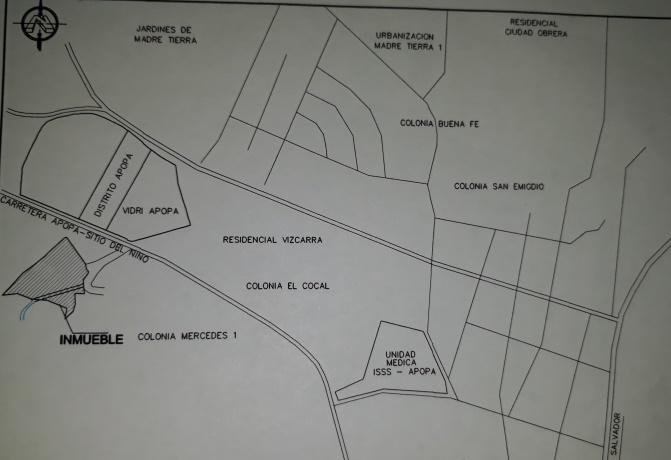 JARDINES DE
MADRE TIERRA
URBANIZACION
MADRE TIERRA 1
RESIDENCIAL
CIUDAD OBRERA
COLONIA BUENA FE
COLONIA SAN EMIGDIO
DISTRITO APOPA
VIDRI APOPA
CARRETERA APOPA-SITIO DEL NIÑO
RESIDENCIAL VIZCARRA
COLONIA EL COCAL
INMUEBLE
COLONIA MERCEDES 1
UNIDAD
MEDICA
ISSS - APOPA
SALVADOR